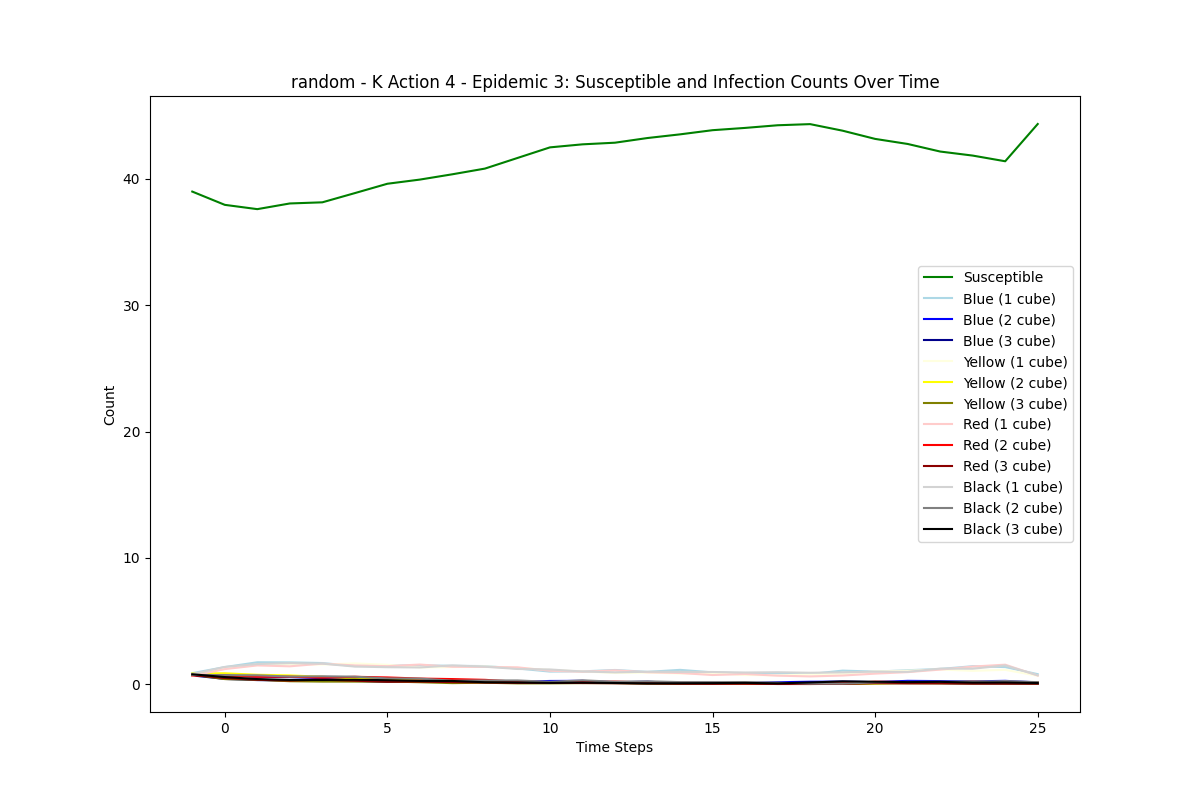 random - K Action 4 - Epidemic 3: Susceptible and Infection Counts Over Time
40
30
20
10
0
Count
Susceptible
Blue (1 cube)
Blue (2 cube)
Blue (3 cube)
Yellow (1 cube)
Yellow (2 cube)
Yellow (3 cube)
Red (1 cube)
Red (2 cube)
Red (3 cube)
Black (1 cube)
Black (2 cube)
Black (3 cube)
0 5 10 15 20 25
Time Steps